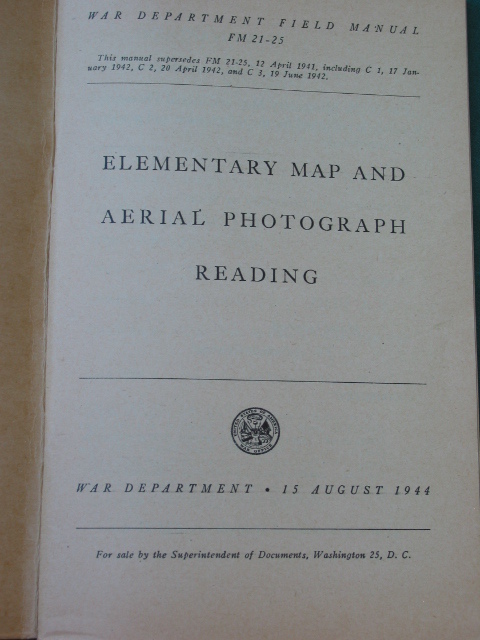 WAR DEPARTMENT FIELD MANUAL
FM 21-25
This manual supersedes FM 21-25, 12 April 1941, including C 1, 17 Jan-
uary 1942, C 2, 20 April 1942, and C 3, 19 June 1942.
ELEMENTARY MAP AND
AERIAL PHOTOGRAPH
READING
WAR DEPARTMENT • 15 AUGUST 1944
For sale by the Superintendent of Documents, Washington 25, D. C.